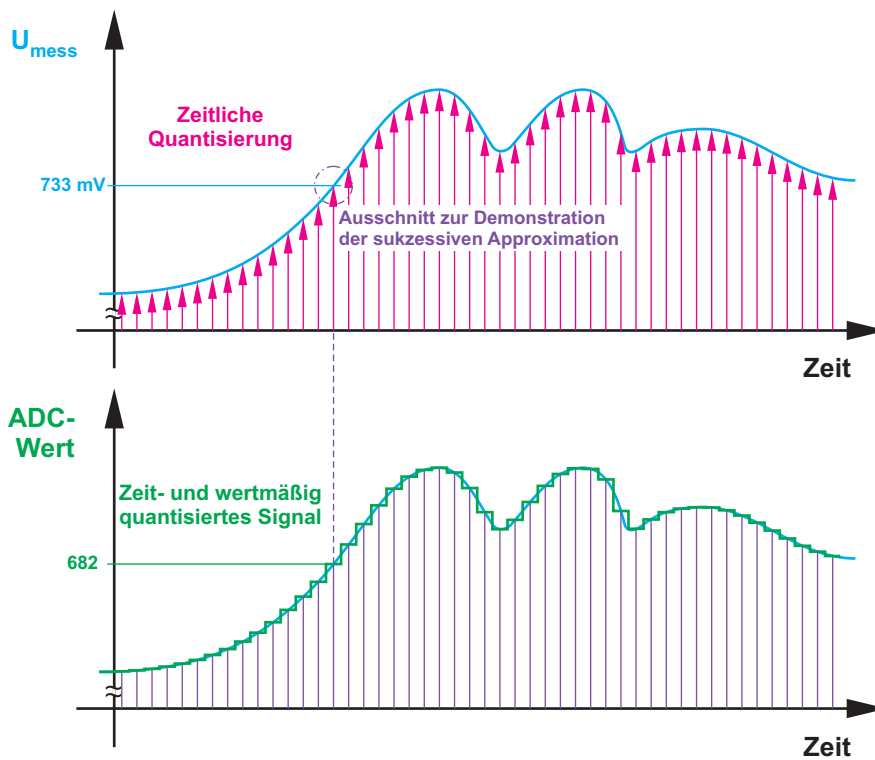 U mess
Zeitliche
Quantisierung
733 mV
Ausschnitt zur Demonstration
der sukzessiven Approximation
Zeit
ADC-
Wert
Zeit- und wertmäßig
quantisiertes Signal
682
Zeit